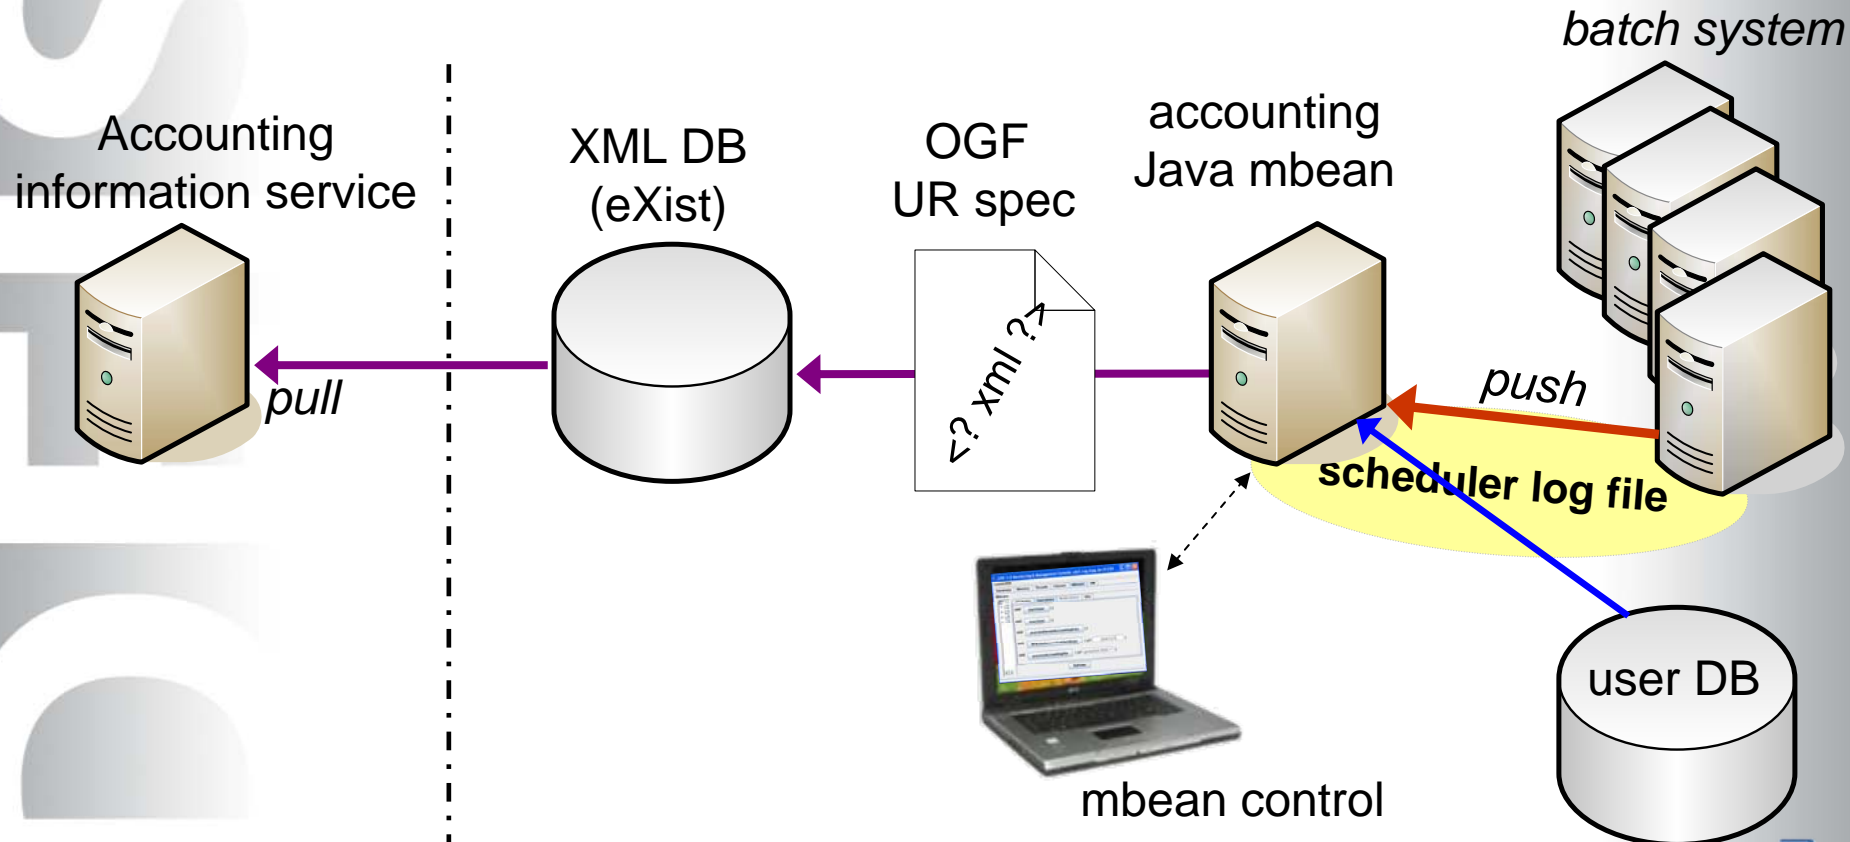 batch system
Accounting
information service
XML DB
(eXist)
OGF
UR spec
accounting
Java mbean
<? xml ?>
pull
push
scheduler log file
user DB
mbean control